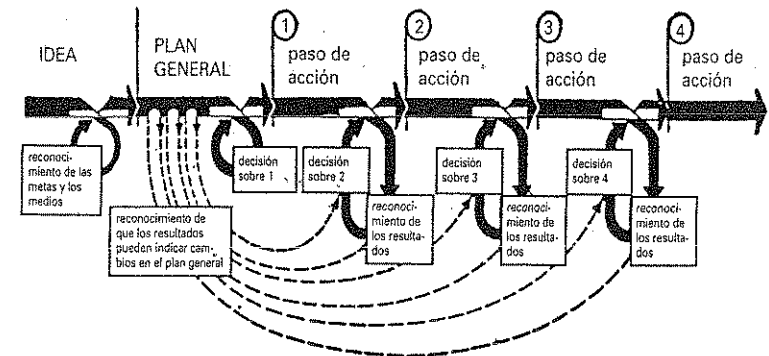 IDEA
PLAN
GENERAL
1
paso de
acción
2
paso de
acción
3
paso de
acción
4
paso de
acción
reconoci-
miento de las
metas y los
medios
decisión
sobre 1
decisión
sobre 2
decisión
sobre 3
decisión
sobre 4
reconocimiento de
que los resultados
pueden indicar cam-
bios en el plan general
reconoci-
miento de
los resulta-
dos
reconoci-
miento de
los resulta-
dos
reconoci-
miento de
los resulta-
dos